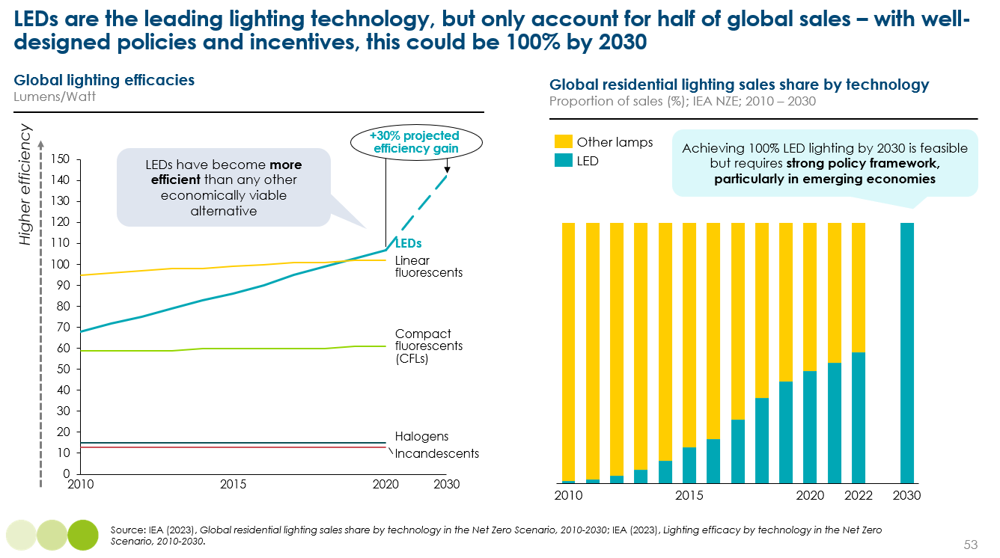 LEDs are the leading lighting technology, but only account for half of global sales – with well-
designed policies and incentives, this could be 100% by 2030
Global lighting efficacies
Lumens/Watt
Higher efficiency
+30% projected
efficiency gain
LEDs have become more
efficient than any other
economically viable
alternative
150
140
130
120
110
100
90
80
70
60
50
40
30
20
10
0
LEDs
Linear
fluorescents
Compact
fluorescents
(CFLs)
Halogens
Incandescents
2010
2015
2020
2030
Global residential lighting sales share by technology
Proportion of sales (%); IEA NZE; 2010 – 2030
Other lamps
LED
Achieving 100% LED lighting by 2030 is feasible
but requires strong policy framework,
particularly in emerging economies
2010
2015
2020
2022
2030
Source: IEA (2023), Global residential lighting sales share by technology in the Net Zero Scenario, 2010-2030; IEA (2023), Lighting efficacy by technology in the Net Zero
Scenario, 2010-2030.
53